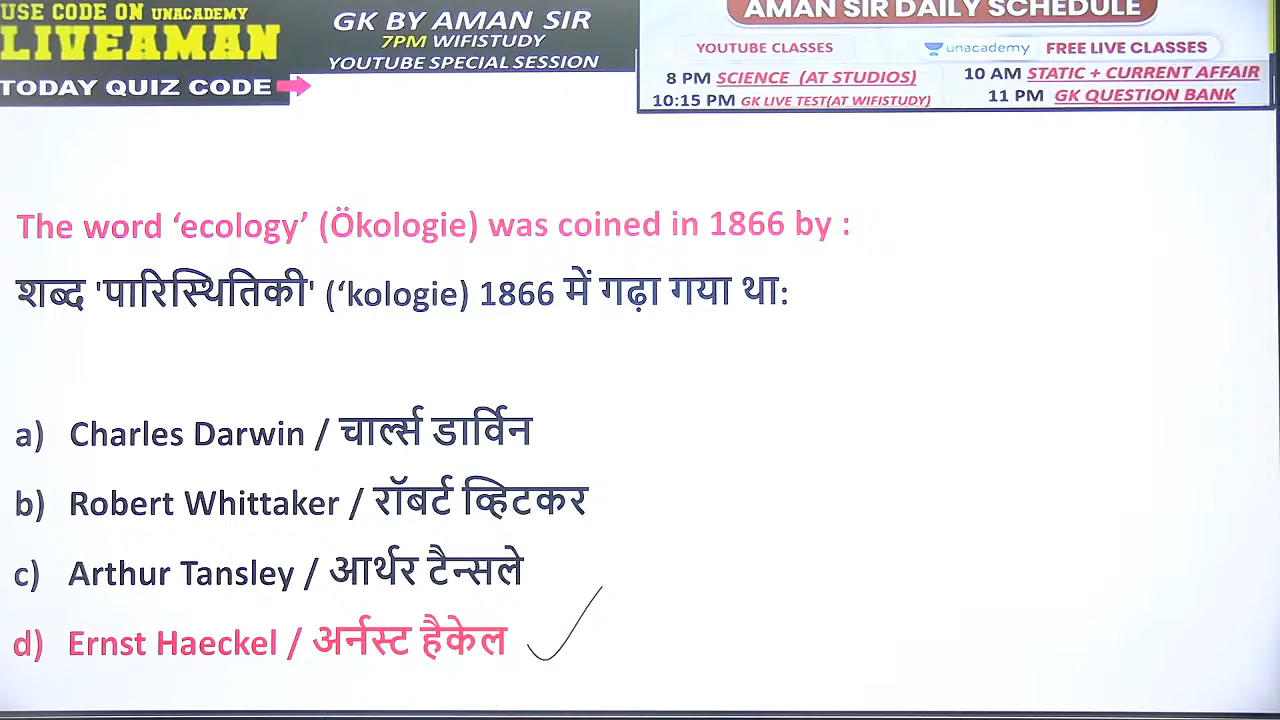 USE CODE ON UNACADEMY
LIVEAMAN
TODAY QUIZ CODE
GK BY AMAN SIR
7PM WIFISTUDY
YOUTUBE SPECIAL SESSION
AMAN SIR DAILY SCHEDULE
YOUTUBE CLASSES
unacademy FREE LIVE CLASSES
8 PM SCIENCE (AT STUDIOS)
10 AM STATIC + CURRENT AFFAIR
10:15 PM GK LIVE TEST(AT WIFISTUDY)
11 PM GK QUESTION BANK
The word ‘ecology’ (Ökologie) was coined in 1866 by :
शब्द 'पारिस्थितिकी' (‘kologie) 1866 में गढ़ा गया था:
a) Charles Darwin / चार्ल्स डार्विन
b) Robert Whittaker / रॉबर्ट व्हिटकर
c) Arthur Tansley / आर्थर टैन्सले
d) Ernst Haeckel / अर्नस्ट हैकेल